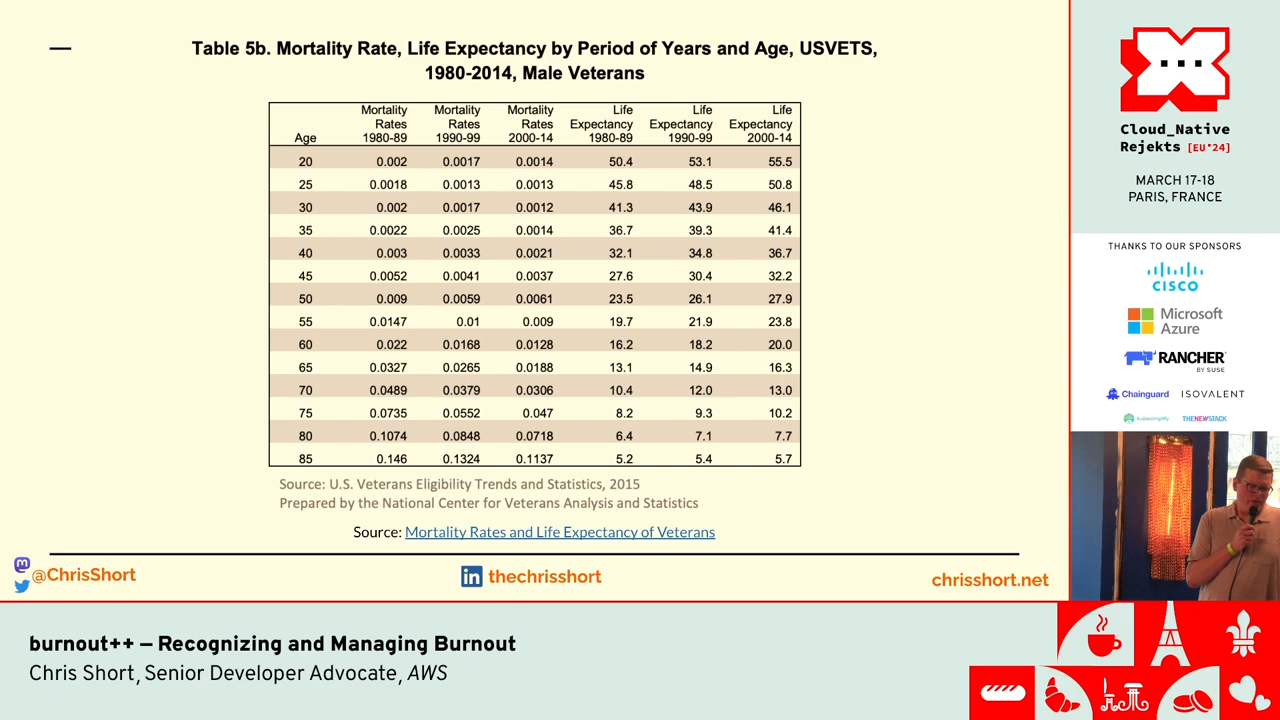 Table 5b. Mortality Rate, Life Expectancy by Period of Years and Age, USVETS,
1980-2014, Male Veterans
Age Mortality Rates 1980-89 Mortality Rates 1990-99 Mortality Rates 2000-14 Life Expectancy 1980-89 Life Expectancy 1990-99 Life Expectancy 2000-14
20 0.002 0.0017 0.0014 50.4 53.1 55.5
25 0.0018 0.0013 0.0013 45.8 48.5 50.8
30 0.002 0.0017 0.0012 41.3 43.9 46.1
35 0.0022 0.0025 0.0014 36.7 39.3 41.4
40 0.003 0.0033 0.0021 32.1 34.8 36.7
45 0.0052 0.0041 0.0037 27.6 30.4 32.2
50 0.009 0.0059 0.0061 23.5 26.1 27.9
55 0.0147 0.01 0.009 19.7 21.9 23.8
60 0.022 0.0168 0.0128 16.2 18.2 20.0
65 0.0327 0.0265 0.0188 13.1 14.9 16.3
70 0.0489 0.0379 0.0306 10.4 12.0 13.0
75 0.0735 0.0552 0.047 8.2 9.3 10.2
80 0.1074 0.0848 0.0718 6.4 7.1 7.7
85 0.146 0.1324 0.1137 5.2 5.4 5.7
Source: U.S. Veterans Eligibility Trends and Statistics, 2015
Prepared by the National Center for Veterans Analysis and Statistics
Source: Mortality Rates and Life Expectancy of Veterans
@ChrisShort
thechrisshort
chrisshort.net
Cloud_Native
Rejekts [EU'24]
MARCH 17-18
PARIS, FRANCE
THANKS TO OUR SPONSORS
CISCO
Microsoft
Azure
RANCHER
BY SUSE
Chainguard
ISOVALENT
kubesimplify
THENEWSTACK
burnout++ – Recognizing and Managing Burnout
Chris Short, Senior Developer Advocate, AWS